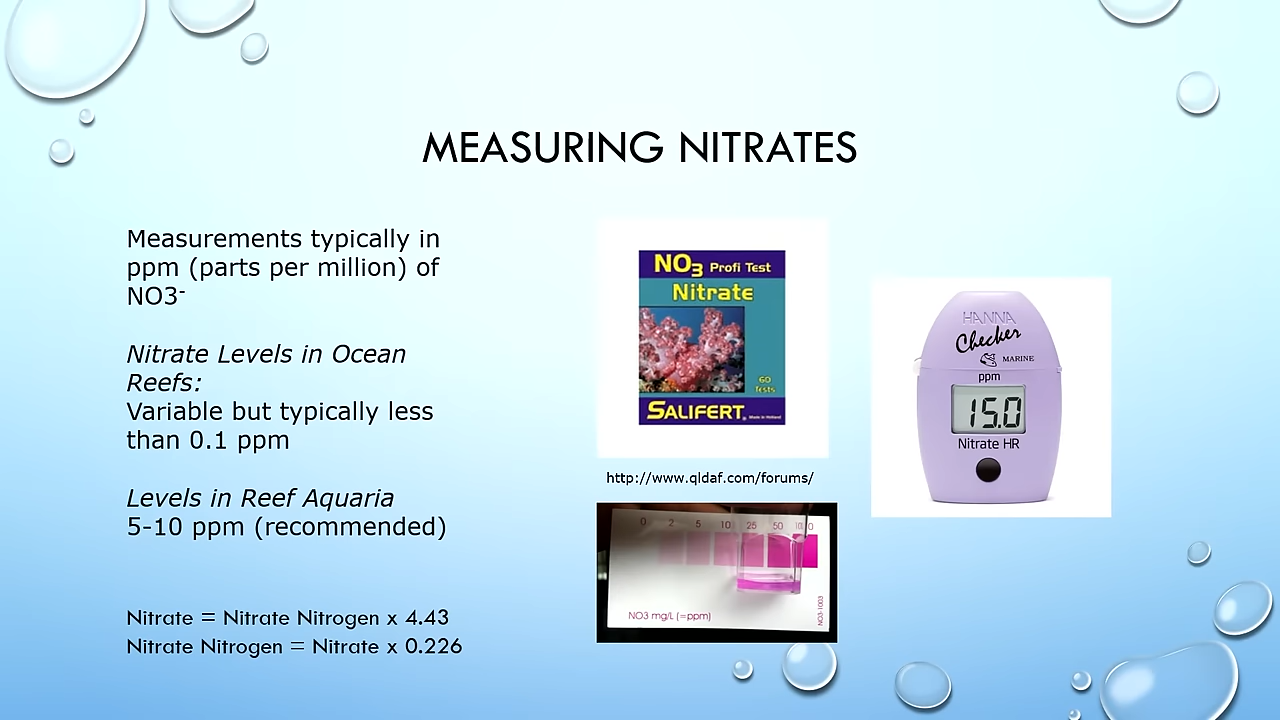 MEASURING NITRATES
Measurements typically in
ppm (parts per million) of
NO3-
Nitrate Levels in Ocean
Reefs:
Variable but typically less
than 0.1 ppm
Levels in Reef Aquaria
5-10 ppm (recommended)
Nitrate = Nitrate Nitrogen x 4.43
Nitrate Nitrogen = Nitrate x 0.226
NO3 Profi Test
Nitrate
60
Tests
SALIFERT
Made in Holland
http://www.qldaf.com/forums/
0 2 5 10 25 50
NO3 mg/L (=ppm)
NO3-1003
HANNA
Checker
MARINE
ppm
15.0
Nitrate HR